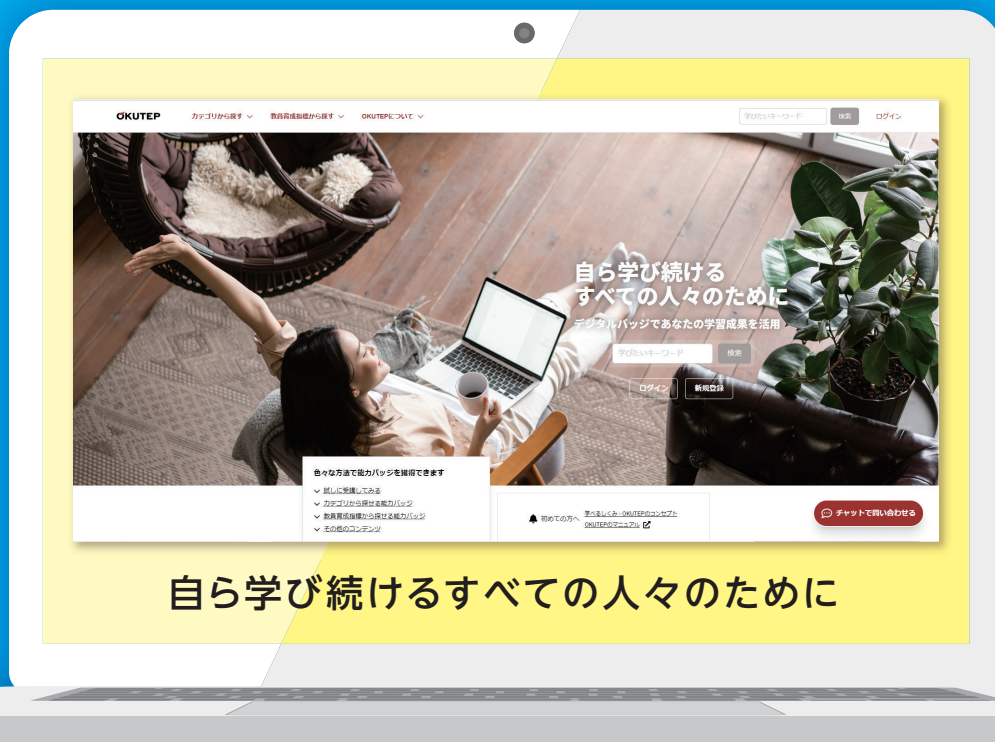 OKUTEP
カテゴリから探す
教員育成指標から探す
OKUTEPについて
学びたいキーワード
検索
ログイン
自ら学び続ける
すべての人々のために
デジタルバッジであなたの学習成果を活用
学びたいキーワード
検索
ログイン
新規登録
色々な方法で能力バッジを獲得できます
試しに受講してみる
カテゴリから探せる能力バッジ
教員育成指標から探せる能力バッジ
その他のコンテンツ
初めての方へ
学べるしくみ・OKUTEPのコンセプト
OKUTEPのマニュアル
チャットで問い合わせる
自ら学び続けるすべての人々のために